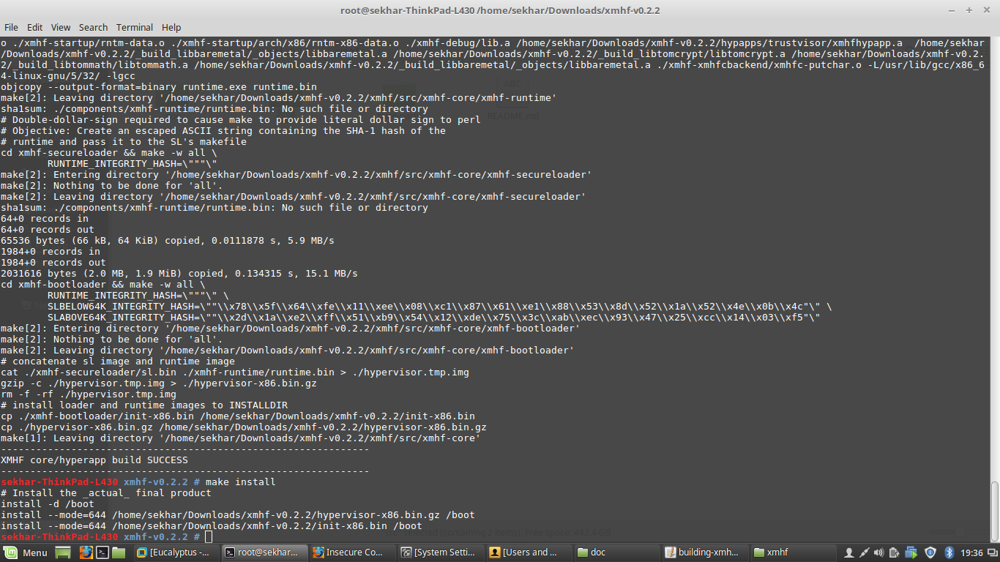 root@sekhar-ThinkPad-L430 /home/sekhar/Downloads/xmhf-v0.2.2
File Edit View Search Terminal Help
o ./xmhf-startup/rntm-data.o ./xmhf-startup/arch/x86/rntm-x86-data.o ./xmhf-debug/lib.a /home/sekhar/Downloads/xmhf-v0.2.2/hypapps/trustvisor/xmhfhypapp.a  /home/sekhar
/Downloads/xmhf-v0.2.2/_build_libbaremetal/_objects/libbaremetal.a /home/sekhar/Downloads/xmhf-v0.2.2/_build_libtomcrypt/libtomcrypt.a /home/sekhar/Downloads/xmhf-v0.2.
2/_build_libtommath/libtommath.a /home/sekhar/Downloads/xmhf-v0.2.2/_build_libbaremetal/_objects/libbaremetal.a ./xmhf-xmhfcbackend/xmhfc-putchar.o -L/usr/lib/gcc/x86_6
4-linux-gnu/5/32/ -lgcc
objcopy --output-format=binary runtime.exe runtime.bin
make[2]: Leaving directory '/home/sekhar/Downloads/xmhf-v0.2.2/xmhf/src/xmhf-core/xmhf-runtime'
sha1sum: ./components/xmhf-runtime/runtime.bin: No such file or directory
# Double-dollar-sign required to cause make to provide literal dollar sign to perl
# Objective: Create an escaped ASCII string containing the SHA-1 hash of the
# runtime and pass it to the SL's makefile
cd xmhf-secureloader && make -w all \
        RUNTIME_INTEGRITY_HASH=\"""\"
make[2]: Entering directory '/home/sekhar/Downloads/xmhf-v0.2.2/xmhf/src/xmhf-core/xmhf-secureloader'
make[2]: Nothing to be done for 'all'.
make[2]: Leaving directory '/home/sekhar/Downloads/xmhf-v0.2.2/xmhf/src/xmhf-core/xmhf-secureloader'
sha1sum: ./components/xmhf-runtime/runtime.bin: No such file or directory
64+0 records in
64+0 records out
65536 bytes (66 kB, 64 KiB) copied, 0.0111878 s, 5.9 MB/s
1984+0 records in
1984+0 records out
2031616 bytes (2.0 MB, 1.9 MiB) copied, 0.134315 s, 15.1 MB/s
cd xmhf-bootloader && make -w all \
        RUNTIME_INTEGRITY_HASH=\"""\" \
        SLBELOW64K_INTEGRITY_HASH=\""\\x78\\x5f\\x64\\xfe\\x11\\xee\\x08\\xc1\\x87\\x61\\xe1\\x88\\x53\\x8d\\x52\\x1a\\x52\\x4e\\x0b\\x4c"\" \
        SLABOVE64K_INTEGRITY_HASH=\""\\x2d\\x1a\\xe2\\xff\\x51\\xb9\\x54\\x12\\xde\\x75\\x3c\\xab\\xec\\x93\\x47\\x25\\xcc\\x14\\x03\\xf5"\"
make[2]: Entering directory '/home/sekhar/Downloads/xmhf-v0.2.2/xmhf/src/xmhf-core/xmhf-bootloader'
make[2]: Nothing to be done for 'all'.
make[2]: Leaving directory '/home/sekhar/Downloads/xmhf-v0.2.2/xmhf/src/xmhf-core/xmhf-bootloader'
# concatenate sl image and runtime image
cat ./xmhf-secureloader/sl.bin ./xmhf-runtime/runtime.bin > ./hypervisor.tmp.img
gzip -c ./hypervisor.tmp.img > ./hypervisor-x86.bin.gz
rm -f -rf ./hypervisor.tmp.img
# install loader and runtime images to INSTALLDIR
cp ./xmhf-bootloader/init-x86.bin /home/sekhar/Downloads/xmhf-v0.2.2/init-x86.bin
cp ./hypervisor-x86.bin.gz /home/sekhar/Downloads/xmhf-v0.2.2/hypervisor-x86.bin.gz
make[1]: Leaving directory '/home/sekhar/Downloads/xmhf-v0.2.2/xmhf/src/xmhf-core'
---------------------------------------------------------------
XMHF core/hyperapp build SUCCESS
---------------------------------------------------------------
sekhar-ThinkPad-L430 xmhf-v0.2.2 # make install
# Install the _actual_ final product
install -d /boot
install --mode=644 /home/sekhar/Downloads/xmhf-v0.2.2/hypervisor-x86.bin.gz /boot
install --mode=644 /home/sekhar/Downloads/xmhf-v0.2.2/init-x86.bin /boot
sekhar-ThinkPad-L430 xmhf-v0.2.2 #
Menu [Eucalyptus -... root@sekhar... Insecure Co... [System Setti... [Users and ... doc building-xmh... xmhf 19:36